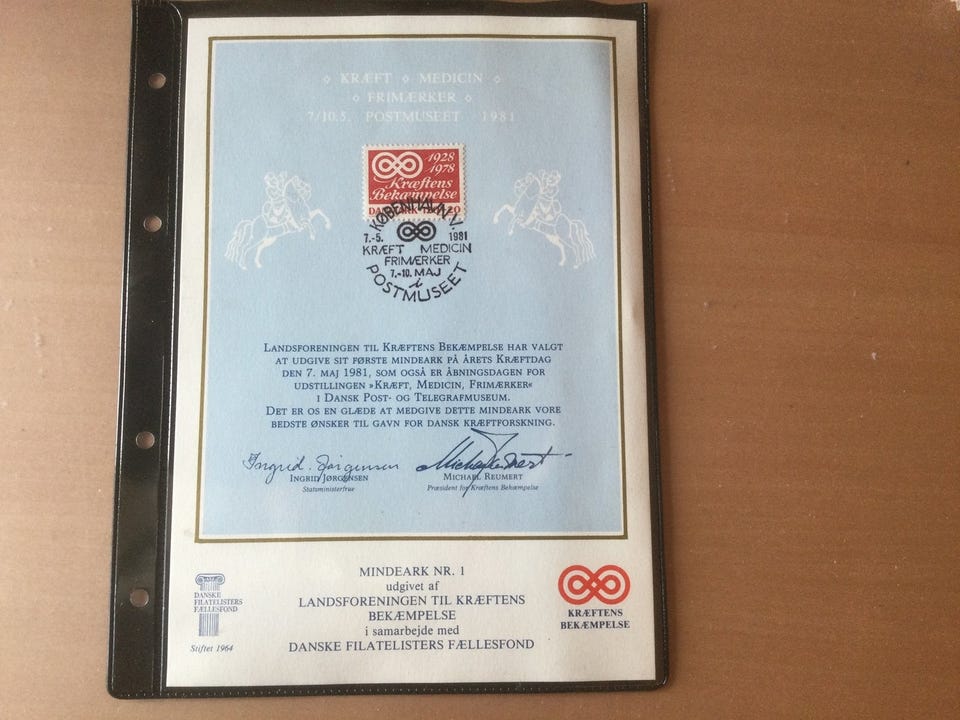 ◇ KRÆFT ◇ MEDICIN ◇
◇ FRIMÆRKER ◇
7/10.5. POSTMUSEET 1981
1928
1978
Kræftens
Bekæmpelse
DANMARK
20
KØBENHAVN V.
7.-5. 1981
KRÆFT MEDICIN
FRIMÆRKER
7.-10. MAJ
i
POSTMUSEET
LANDSFORENINGEN TIL KRÆFTENS BEKÆMPELSE HAR VALGT
AT UDGIVE SIT FØRSTE MINDEARK PÅ ÅRETS KRÆFTDAG
DEN 7. MAJ 1981, SOM OGSÅ ER ÅBNINGSDAGEN FOR
UDSTILLINGEN »KRÆFT, MEDICIN, FRIMÆRKER«
I DANSK POST- OG TELEGRAFMUSEUM.
DET ER OS EN GLÆDE AT MEDGIVE DETTE MINDEARK VORE
BEDSTE ØNSKER TIL GAVN FOR DANSK KRÆFTFORSKNING.
Ingrid Jørgensen
INGRID JØRGENSEN
Statsministerfrue
MICHAEL REUMERT
Præsident for Kræftens Bekæmpelse
DANSKE
FILATELISTERS
FÆLLESFOND
Stiftet 1964
MINDEARK NR. 1
udgivet af
LANDSFORENINGEN TIL KRÆFTENS
BEKÆMPELSE
i samarbejde med
DANSKE FILATELISTERS FÆLLESFOND
KRÆFTENS
BEKÆMPELSE